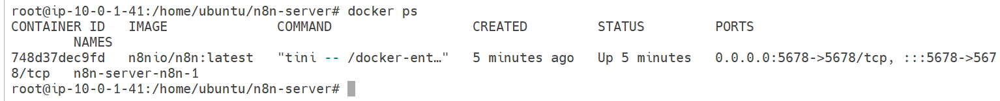 root@ip-10-0-1-41:/home/ubuntu/n8n-server# docker ps
CONTAINER ID   IMAGE              COMMAND                  CREATED         STATUS         PORTS
        NAMES
748d37dec9fd   n8nio/n8n:latest   "tini -- /docker-ent…"   5 minutes ago   Up 5 minutes   0.0.0.0:5678->5678/tcp, :::5678->567
8/tcp   n8n-server-n8n-1
root@ip-10-0-1-41:/home/ubuntu/n8n-server#